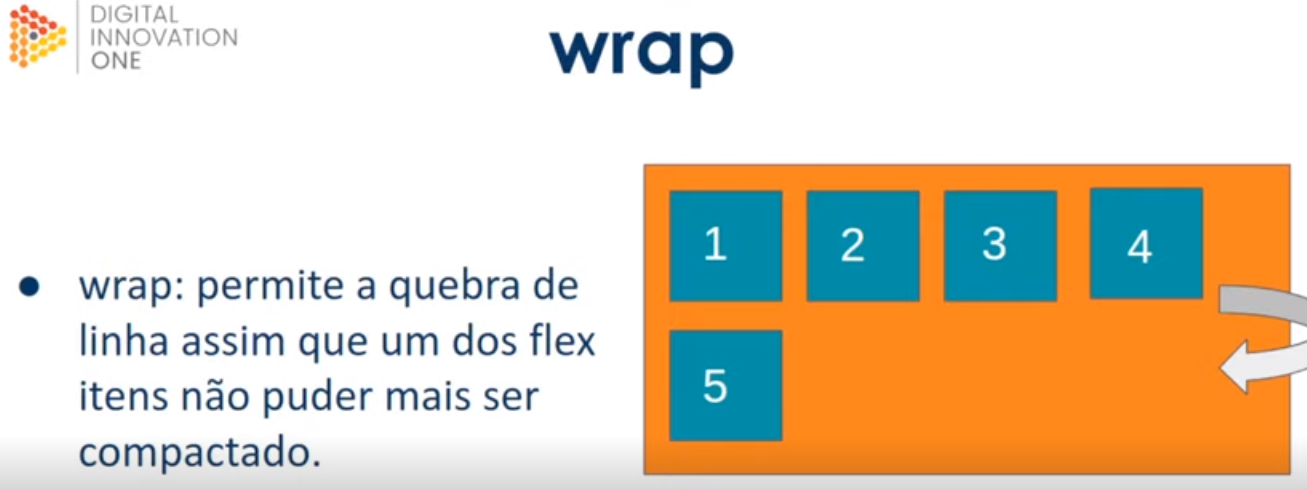 DIGITAL
INNOVATION
ONE
wrap
● wrap: permite a quebra de
linha assim que um dos flex
itens não puder mais ser
compactado.
1 2 3 4
5